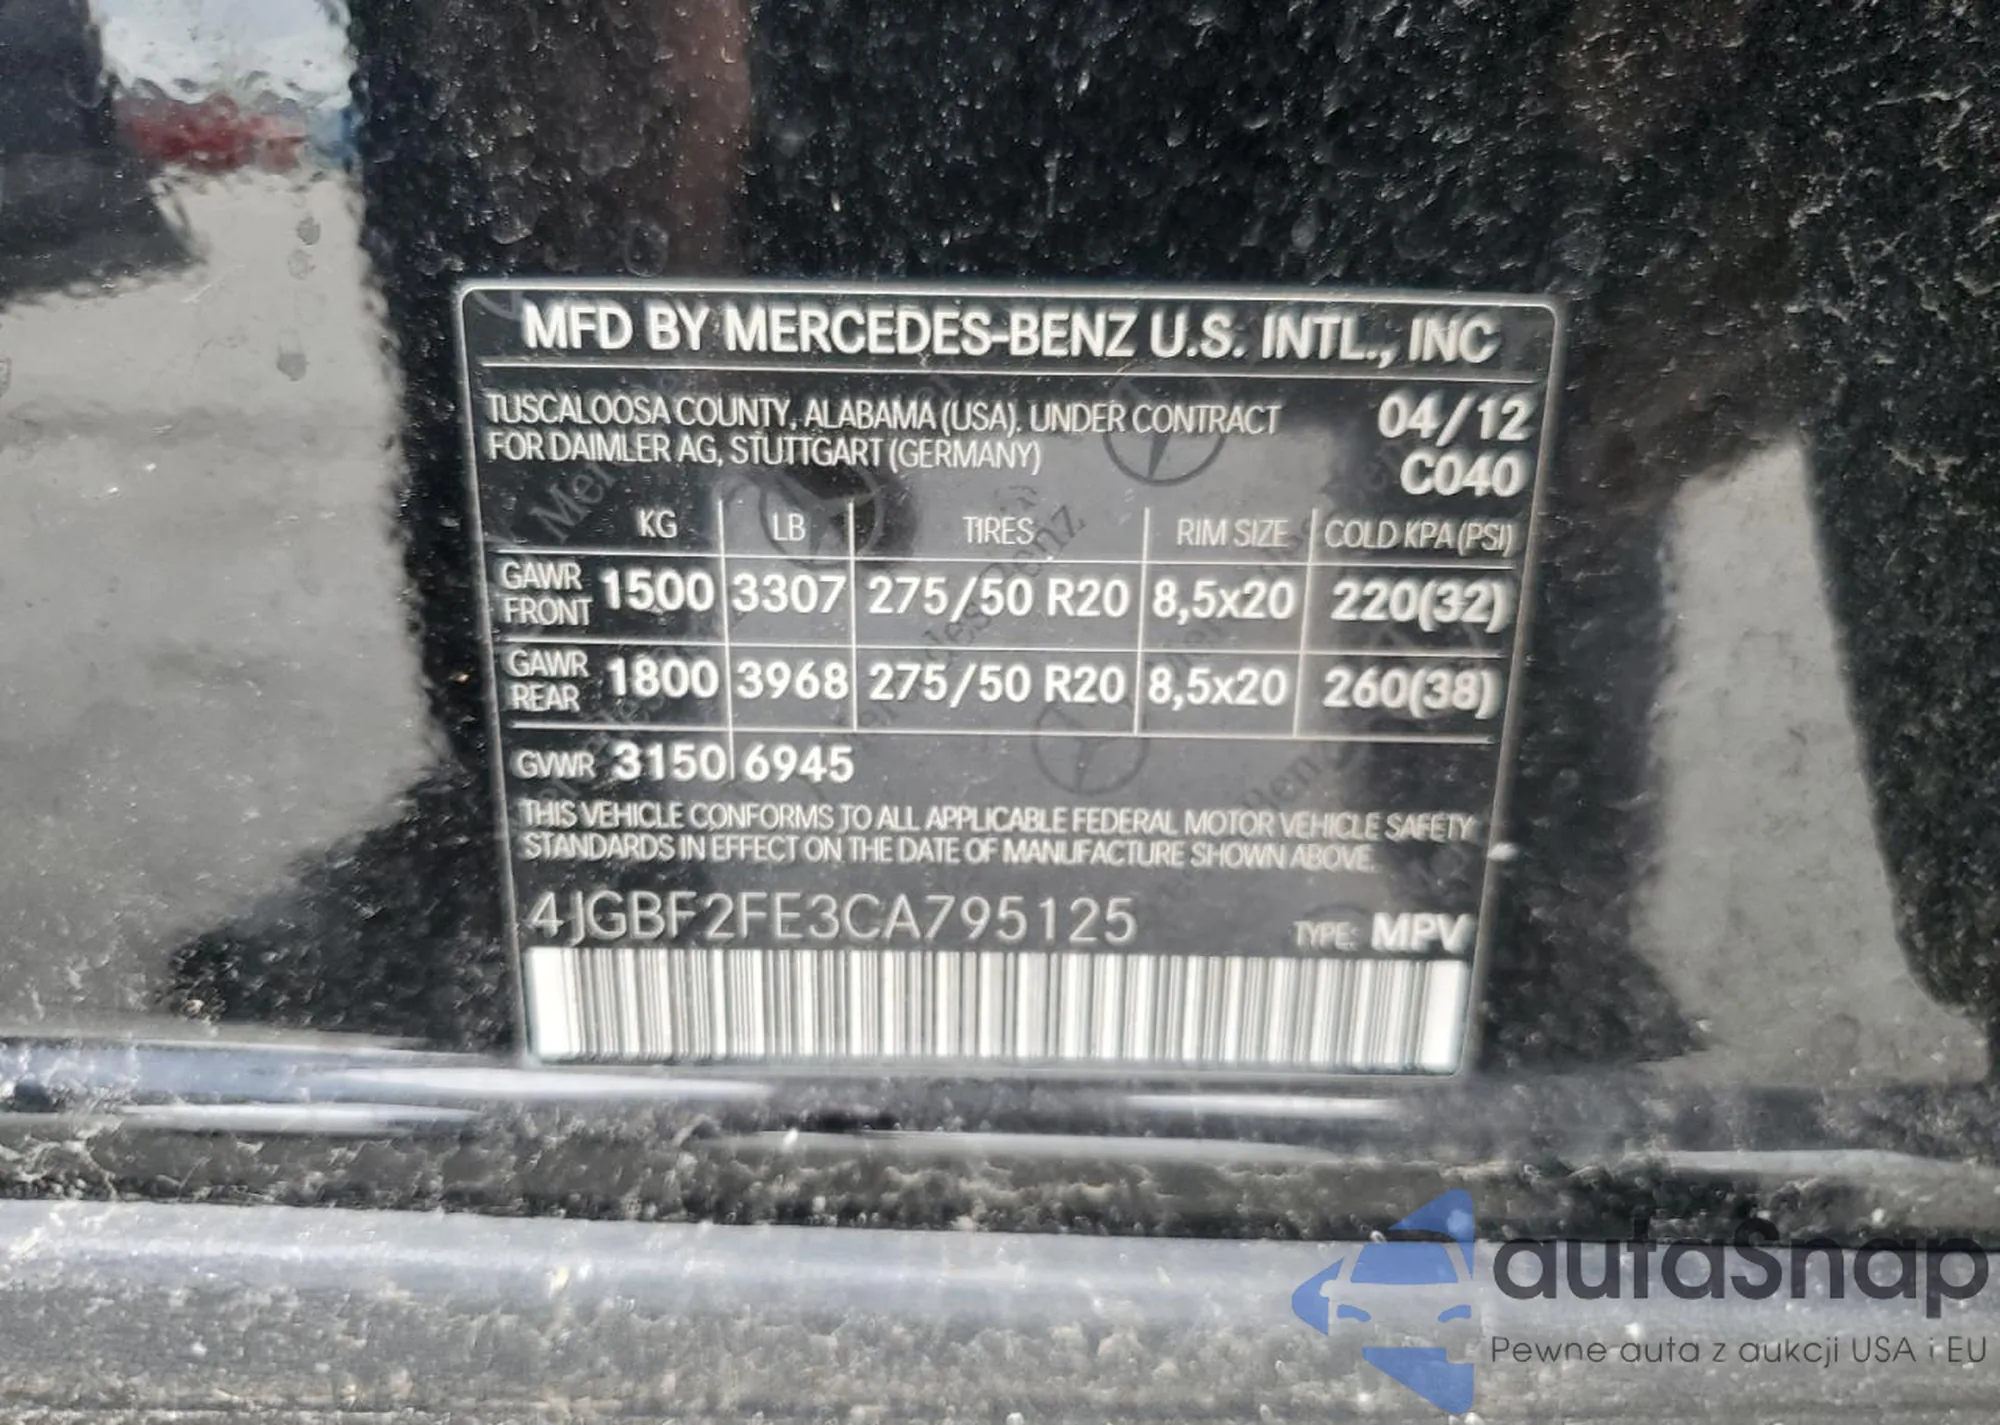 MFD BY MERCEDES-BENZ U.S. INTL., INC
TUSCALOOSA COUNTY, ALABAMA (USA). UNDER CONTRACT
FOR DAIMLER AG, STUTTGART (GERMANY)
04/12
C040
KG LB TIRES RIM SIZE COLD KPA (PSI)
GAWR FRONT 1500 3307 275/50 R20 8,5x20 220(32)
GAWR REAR 1800 3968 275/50 R20 8,5x20 260(38)
GVWR 3150 6945
THIS VEHICLE CONFORMS TO ALL APPLICABLE FEDERAL MOTOR VEHICLE SAFETY
STANDARDS IN EFFECT ON THE DATE OF MANUFACTURE SHOWN ABOVE.
4JGBF2FE3CA795125
TYPE: MPV
autaSnap
Pewne auta z aukcji USA i EU